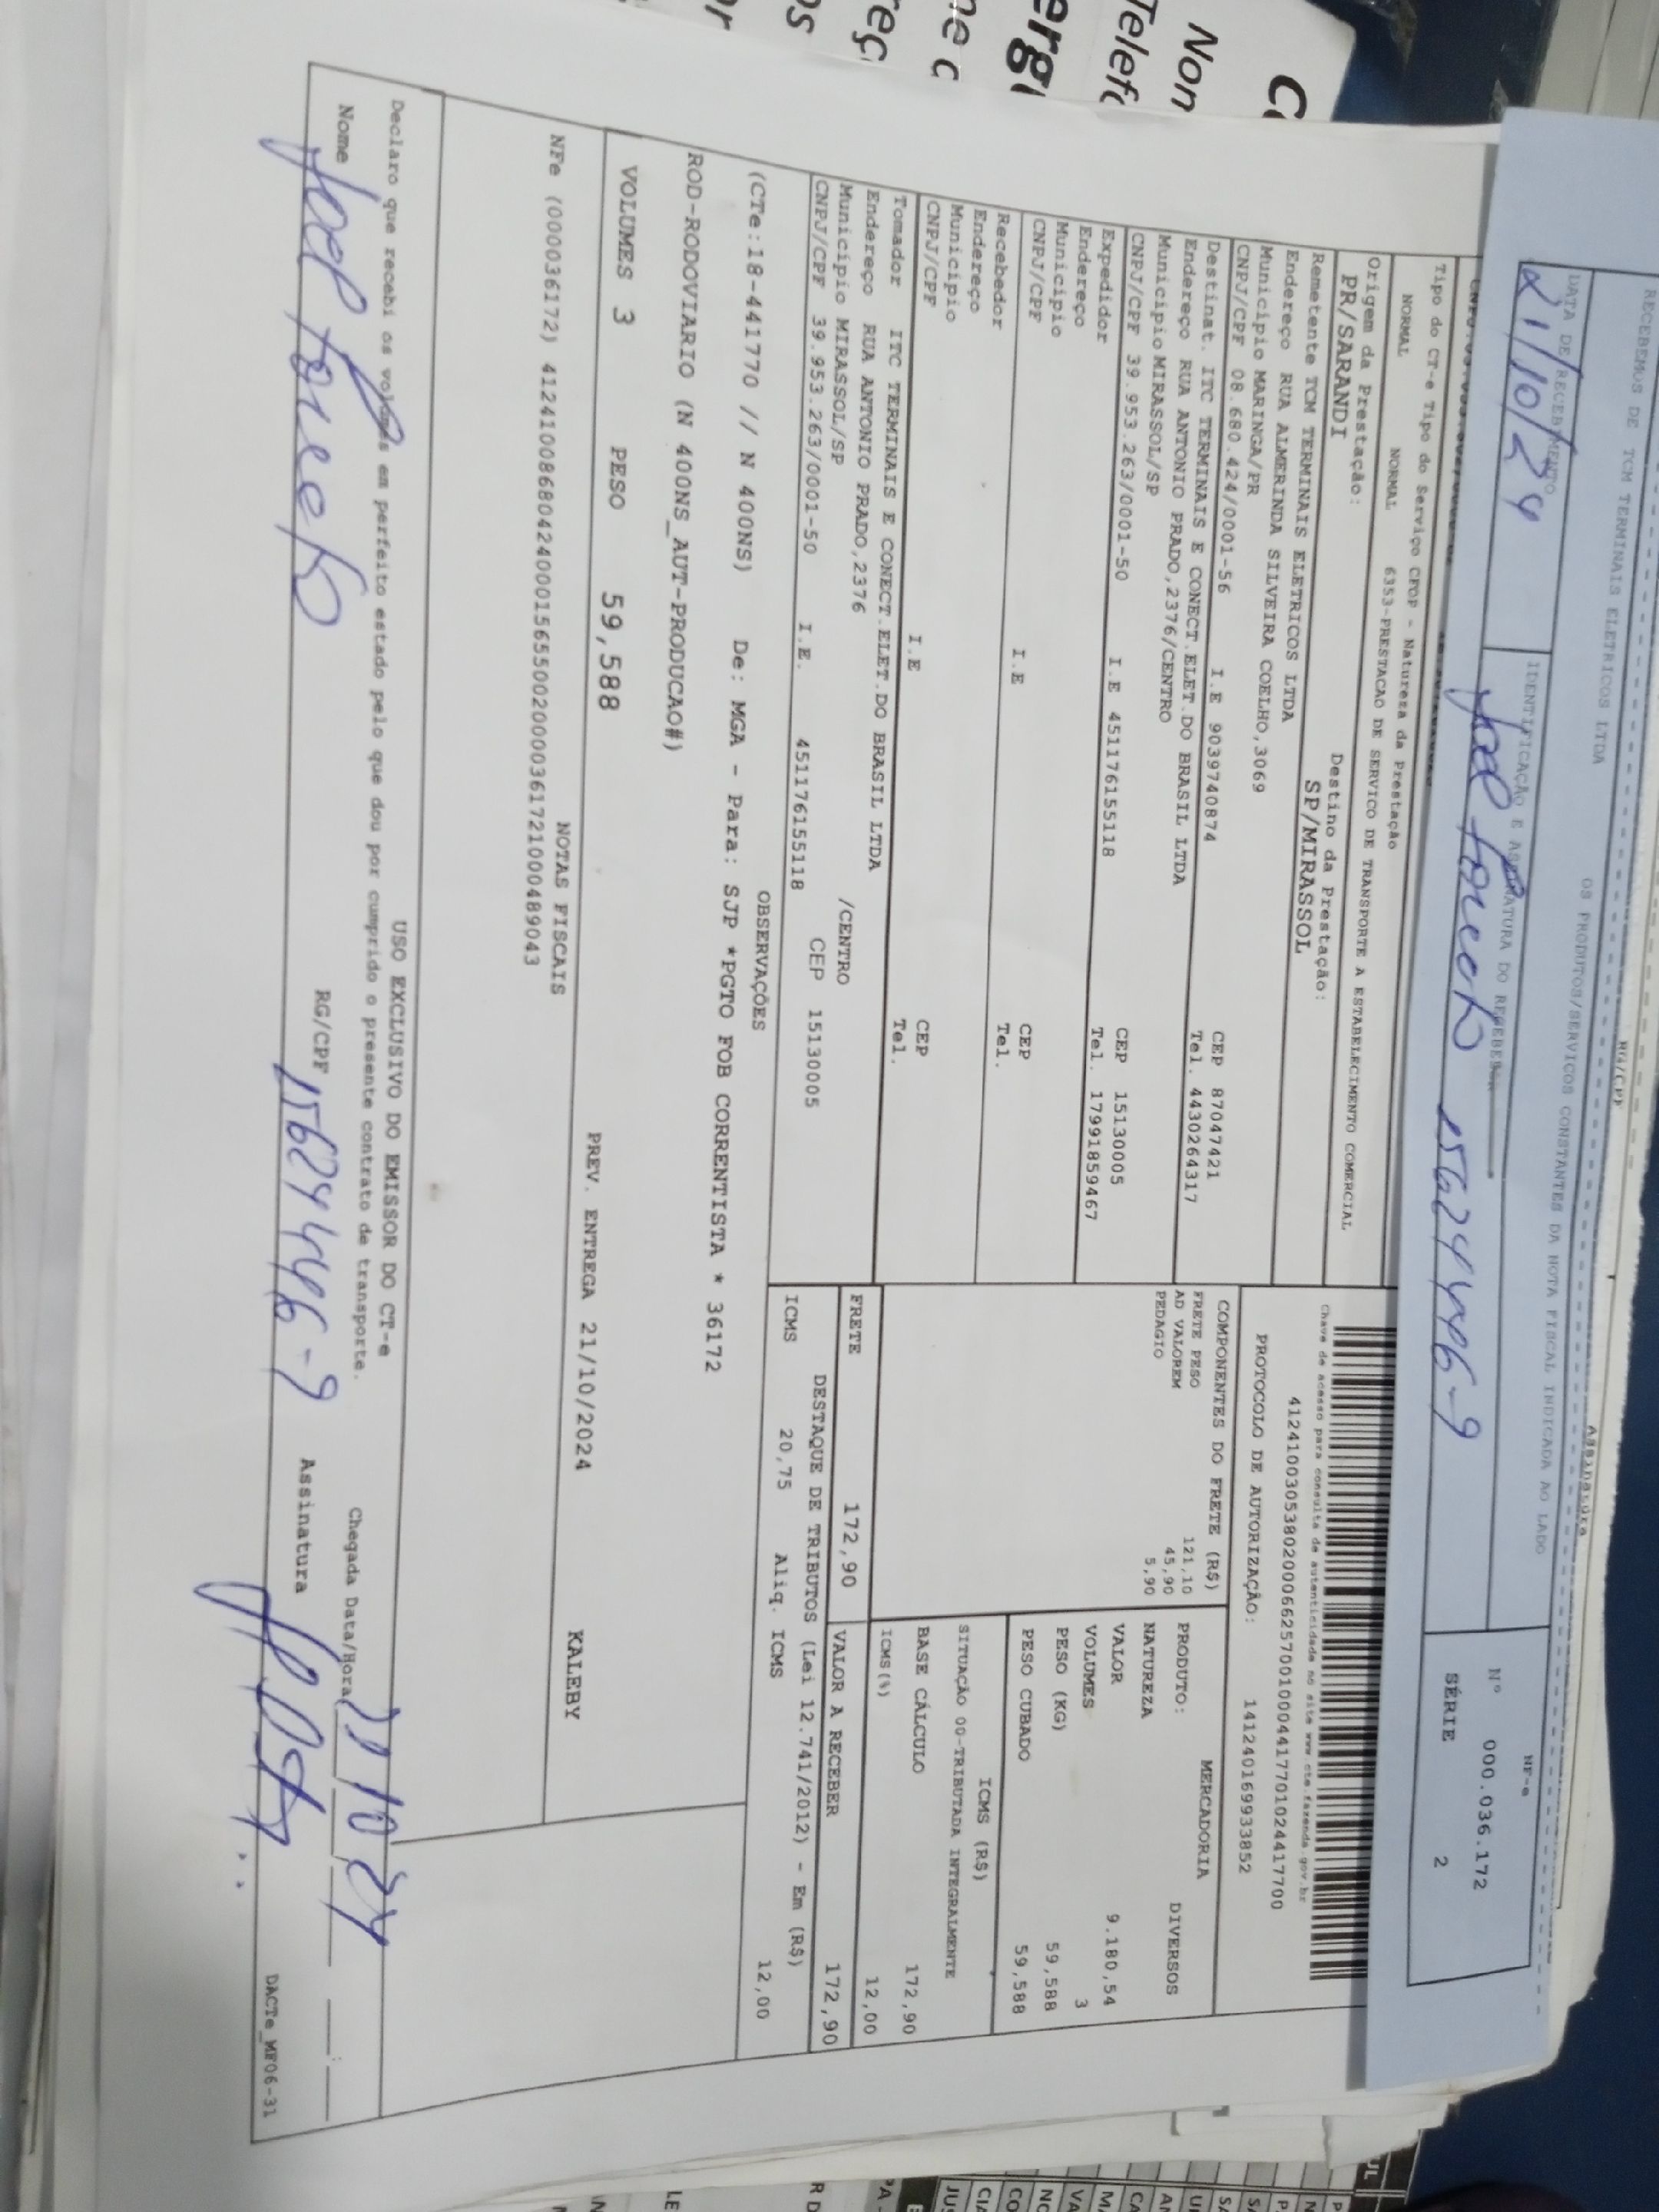 RECEBEMOS DE TCM TERMINAIS ELETRICOS LTDA OS PRODUTOS/SERVICOS CONSTANTES DA NOTA FISCAL INDICADA AO LADO
DATA DE RECEBIMENTO
21/10/24
IDENTIFICAÇÃO E ASSINATURA DO RECEBEDOR
15624446-9
NF-e
Nº 000.036.172
SÉRIE 2
RG/CPF
Assinatura
Tipo do CT-e Tipo do Serviço CFOP - Natureza da Prestação
NORMAL NORMAL 6353-PRESTACAO DE SERVICO DE TRANSPORTE A ESTABELECIMENTO COMERCIAL
Origem da Prestação: Destino da Prestação:
PR/SARANDI SP/MIRASSOL
Remetente TCM TERMINAIS ELETRICOS LTDA
Endereço RUA ALMERINDA SILVEIRA COELHO,3069
Município MARINGA/PR CEP 87047421
CNPJ/CPF 08.680.424/0001-56 I.E 9039740874 Tel. 4430264317
Destinat. ITC TERMINAIS E CONECT.ELET.DO BRASIL LTDA
Endereço RUA ANTONIO PRADO,2376/CENTRO
Município MIRASSOL/SP CEP 15130005
CNPJ/CPF 39.953.263/0001-50 I.E 451176155118 Tel. 17991859467
Expedidor
Endereço
Município CEP
CNPJ/CPF I.E Tel.
Recebedor
Endereço
Município CEP
CNPJ/CPF I.E Tel.
Tomador ITC TERMINAIS E CONECT.ELET.DO BRASIL LTDA
Endereço RUA ANTONIO PRADO,2376 /CENTRO
Município MIRASSOL/SP CEP 15130005
CNPJ/CPF 39.953.263/0001-50 I.E. 451176155118
Chave de acesso para consulta de autenticidade no site www.cte.fazenda.gov.br
41241003053802000662570010004417701024417700
PROTOCOLO DE AUTORIZAÇÃO: 141240169933852
COMPONENTES DO FRETE (R$)
FRETE PESO 121,10
AD VALOREM 45,90
PEDAGIO 5,90
MERCADORIA
PRODUTO: DIVERSOS
NATUREZA
VALOR 9.180,54
VOLUMES 3
PESO (KG) 59,588
PESO CUBADO 59,588
ICMS (R$)
SITUAÇÃO 00-TRIBUTADA INTEGRALMENTE
BASE CÁLCULO 172,90
ICMS(%) 12,00
FRETE 172,90 VALOR A RECEBER 172,90
DESTAQUE DE TRIBUTOS (Lei 12.741/2012) - Em (R$)
ICMS 20,75 Aliq. ICMS 12,00
OBSERVAÇÕES
(CTe:18-441770 // N 400NS) De: MGA - Para: SJP *PGTO FOB CORRENTISTA * 36172
ROD-RODOVIARIO (N 400NS_AUT-PRODUCAO#)
VOLUMES 3 PESO 59,588 PREV. ENTREGA 21/10/2024 KALEBY
NOTAS FISCAIS
NFe (000036172) 41241008680424000156550020000361721000489043
USO EXCLUSIVO DO EMISSOR DO CT-e
Declaro que recebi os volumes em perfeito estado pelo que dou por cumprido o presente contrato de transporte.
Chegada Data/Hora 21 10 24
Nome RG/CPF 15624446-9 Assinatura
DACTe_MF06-31